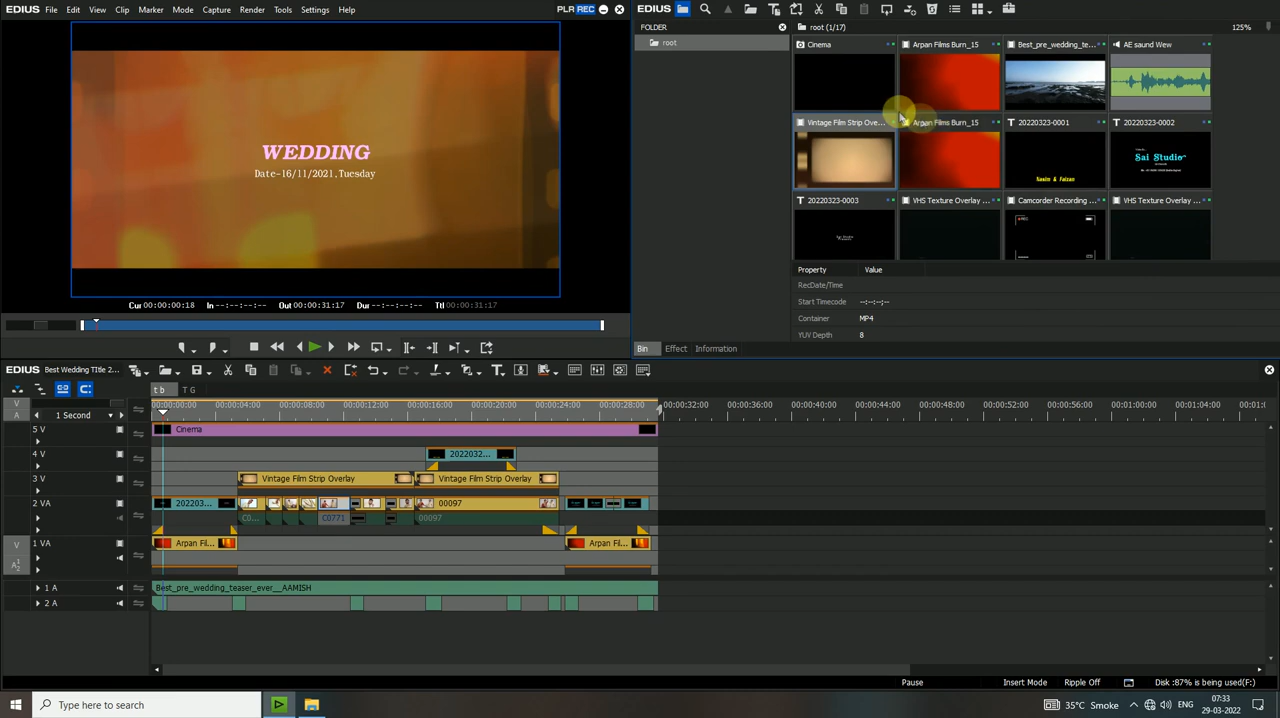 EDIUS File Edit View Clip Marker Mode Capture Render Tools Settings Help PLR REC
WEDDING
Date-16/11/2021,Tuesday
Cur 00:00:00:18 In --:--:--:-- Out 00:00:31:17 Dur --:--:--:-- Ttl 00:00:31:17
EDIUS
FOLDER
root
root (1/17) 125%
Cinema
Arpan Films Burn_15
Best_pre_wedding_te...
AE saund Wew
Vintage Film Strip Ove...
Arpan Films Burn_15
20220323-0001
20220323-0002
Sai Studio
20220323-0003
VHS Texture Overlay ...
Camcorder Recording ...
VHS Texture Overlay ...
Property Value
RecDate/Time
Start Timecode --:--:--:--
Container MP4
YUV Depth 8
Bin Effect Information
EDIUS Best Wedding TItle 2...
t b T G
V
A
1 Second
00:00:00:00 00:00:04:00 00:00:08:00 00:00:12:00 00:00:16:00 00:00:20:00 00:00:24:00 00:00:28:00 00:00:32:00 00:00:36:00 00:00:40:00 00:00:44:00 00:00:48:00 00:00:52:00 00:00:56:00 00:01:00:00 00:01:04:00 00:01:08:00
5 V Cinema
4 V 2022032...
3 V Vintage Film Strip Overlay Vintage Film Strip Overlay
2 VA 202203... 00097
C0... C0771 00097
V 1 VA Arpan Fil... Arpan Fil...
1 A Best_pre_wedding_teaser_ever__AAMISH
2 A
Pause Insert Mode Ripple Off Disk :87% is being used(F:)
Type here to search
35°C Smoke
ENG
07:33
29-03-2022